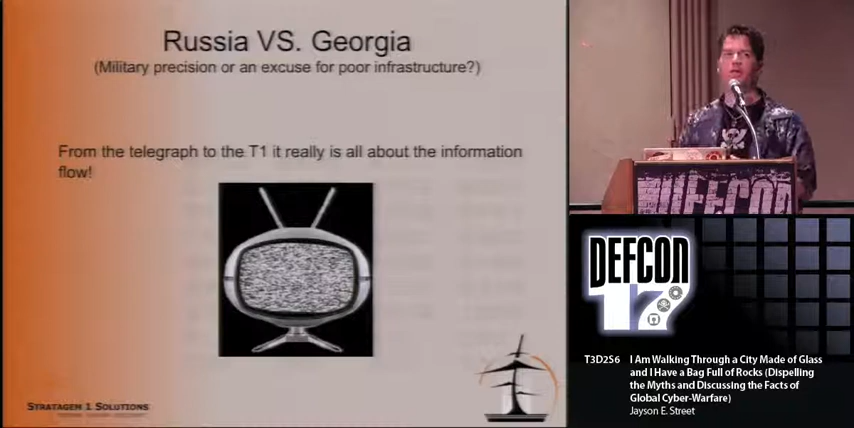 Russia VS. Georgia
(Military precision or an excuse for poor infrastructure?)
From the telegraph to the T1 it really is all about the information
flow!
STRATAGEM 1 SOLUTIONS
DEFCON
DEFCON
17
T3D2S6 I Am Walking Through a City Made of Glass
and I Have a Bag Full of Rocks (Dispelling
the Myths and Discussing the Facts of
Global Cyber-Warfare)
Jayson E. Street